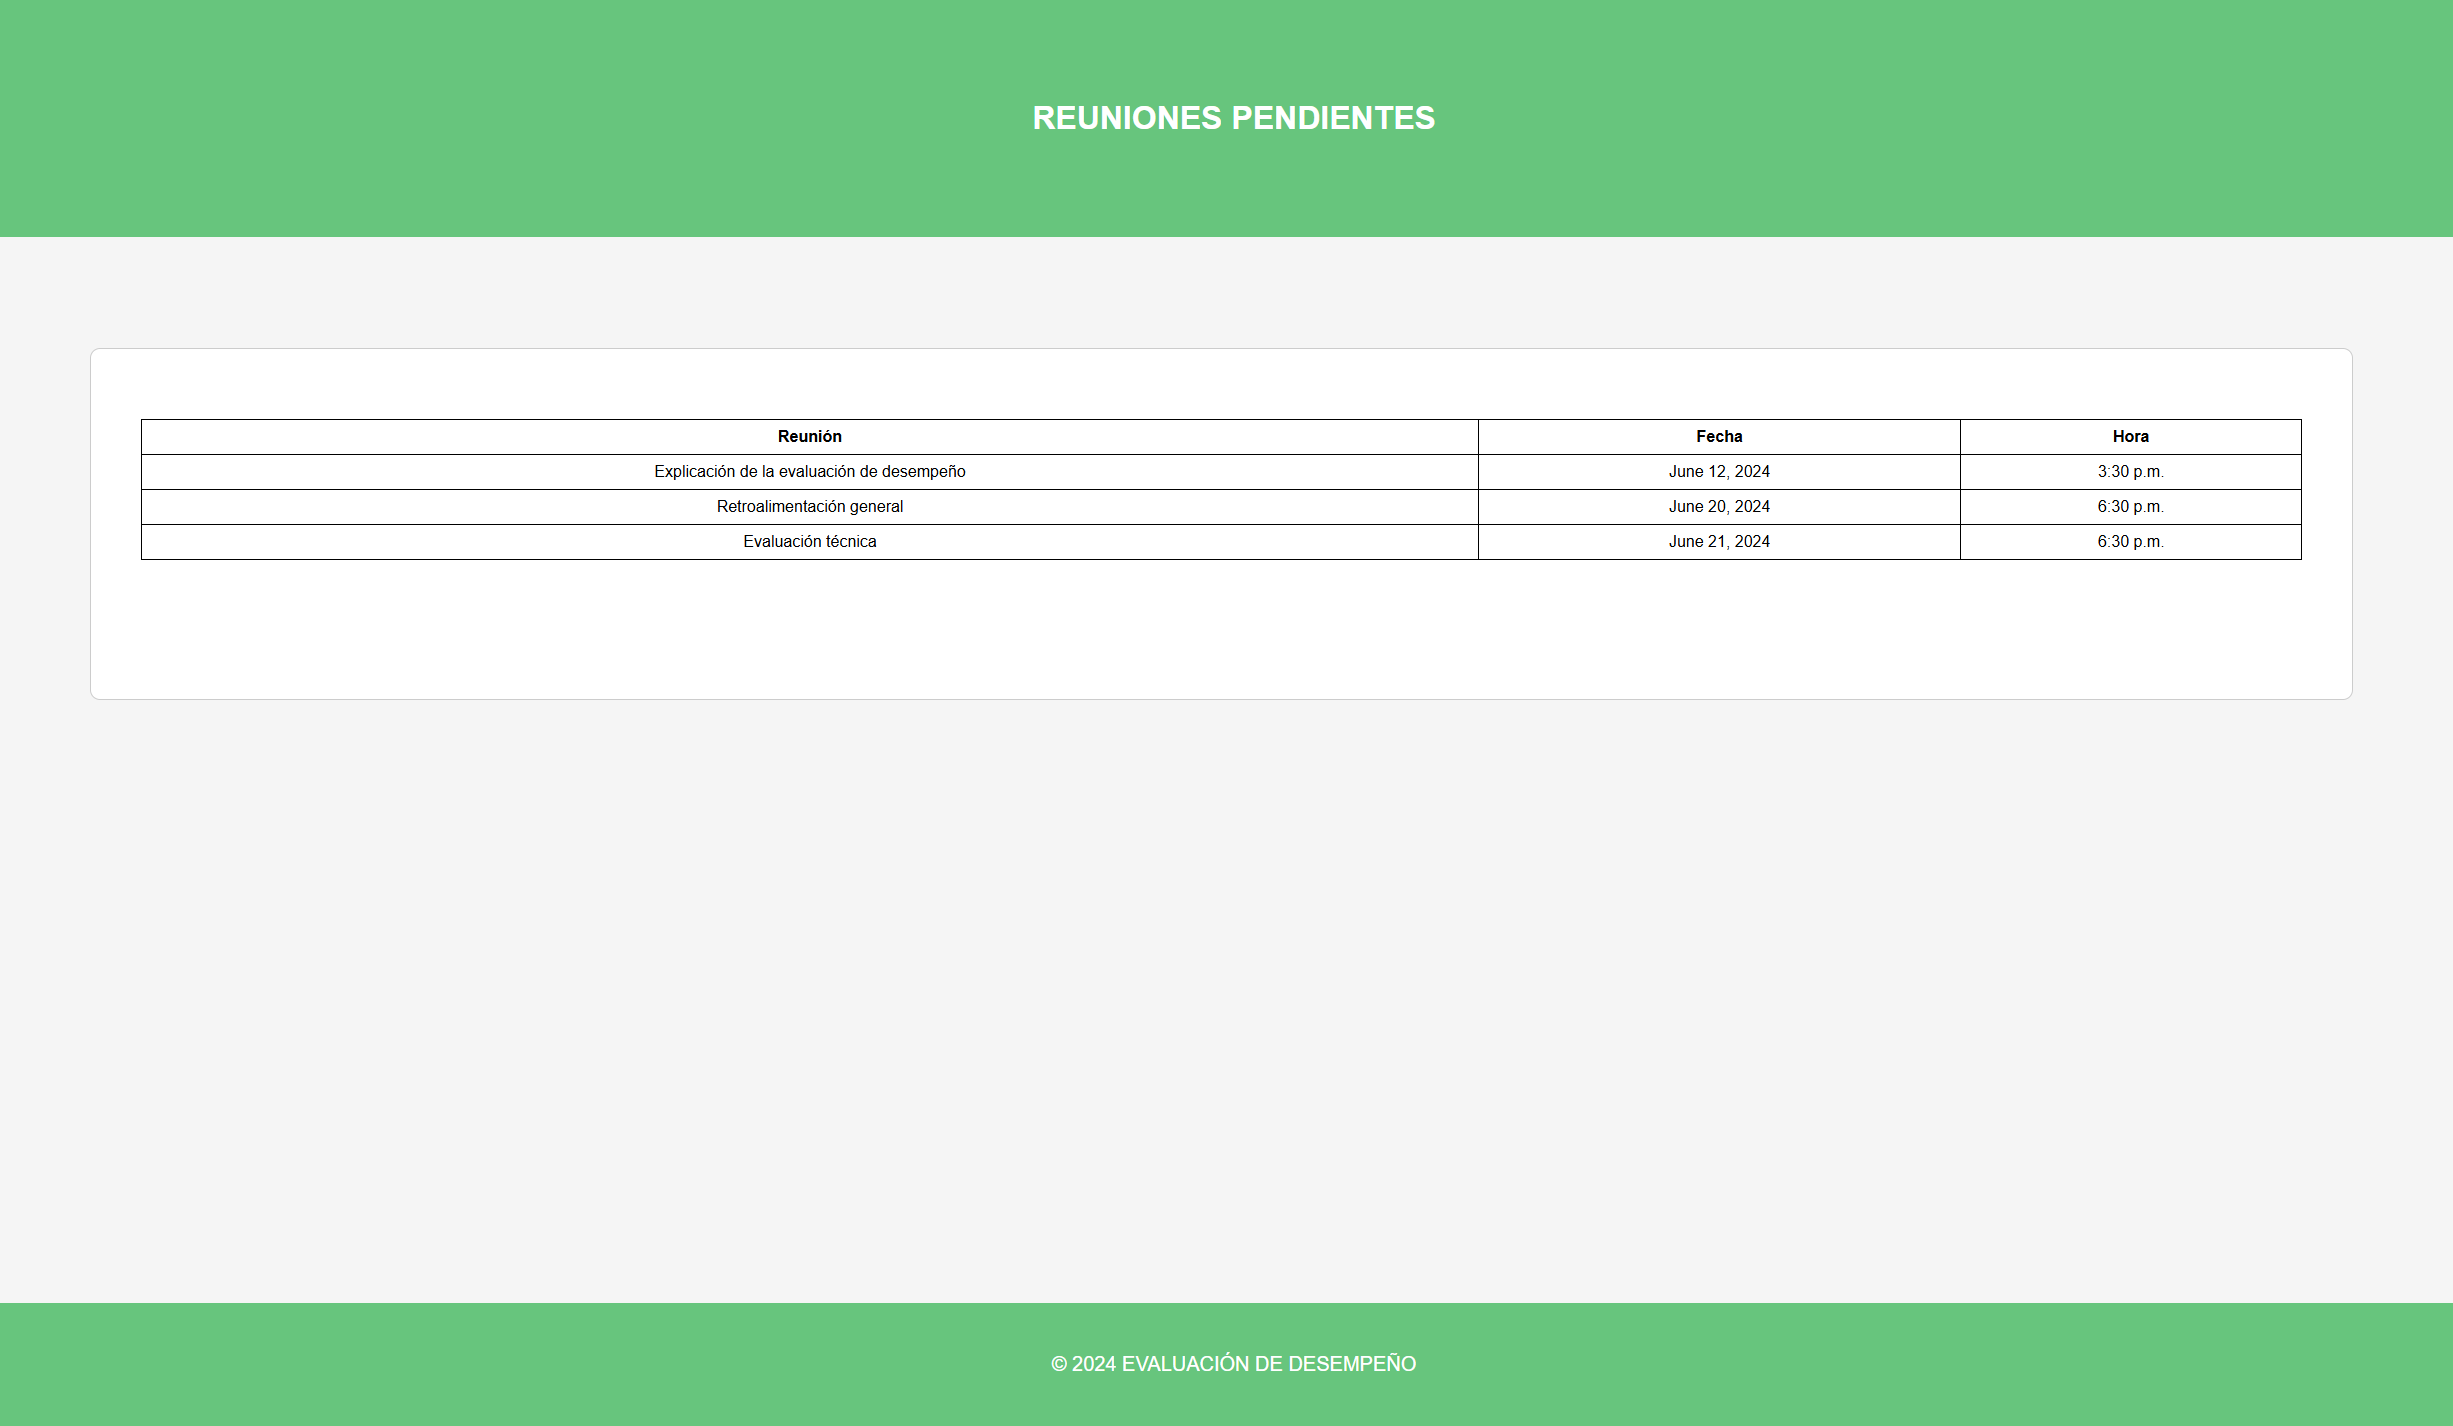 REUNIONES PENDIENTES
Reunión Fecha Hora
Explicación de la evaluación de desempeño June 12, 2024 3:30 p.m.
Retroalimentación general June 20, 2024 6:30 p.m.
Evaluación técnica June 21, 2024 6:30 p.m.
© 2024 EVALUACIÓN DE DESEMPEÑO